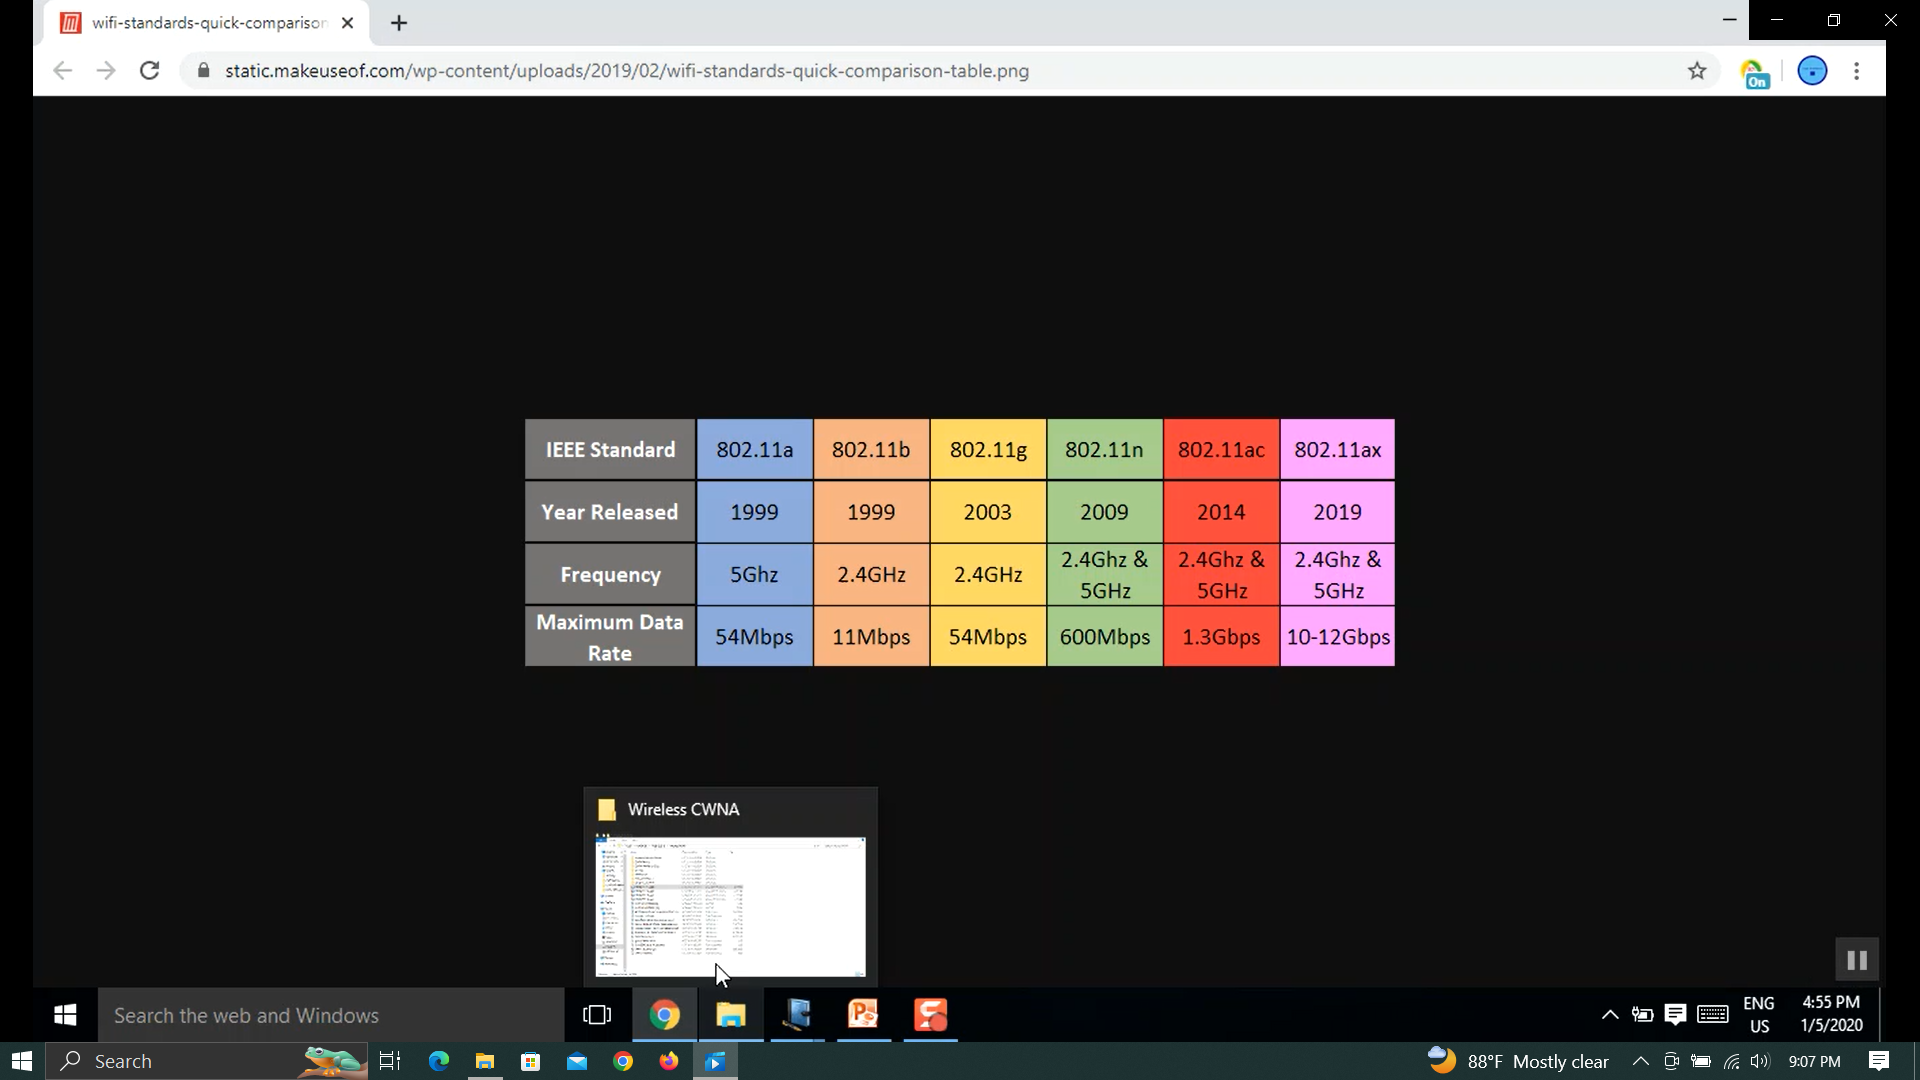 wifi-standards-quick-comparison
static.makeuseof.com/wp-content/uploads/2019/02/wifi-standards-quick-comparison-table.png
On
IEEE Standard 802.11a 802.11b 802.11g 802.11n 802.11ac 802.11ax
Year Released 1999 1999 2003 2009 2014 2019
Frequency 5Ghz 2.4GHz 2.4GHz 2.4Ghz & 5GHz 2.4Ghz & 5GHz 2.4Ghz & 5GHz
Maximum Data Rate 54Mbps 11Mbps 54Mbps 600Mbps 1.3Gbps 10-12Gbps
Wireless CWNA
Search the web and Windows
ENG
US
4:55 PM
1/5/2020
Search
88°F Mostly clear
9:07 PM